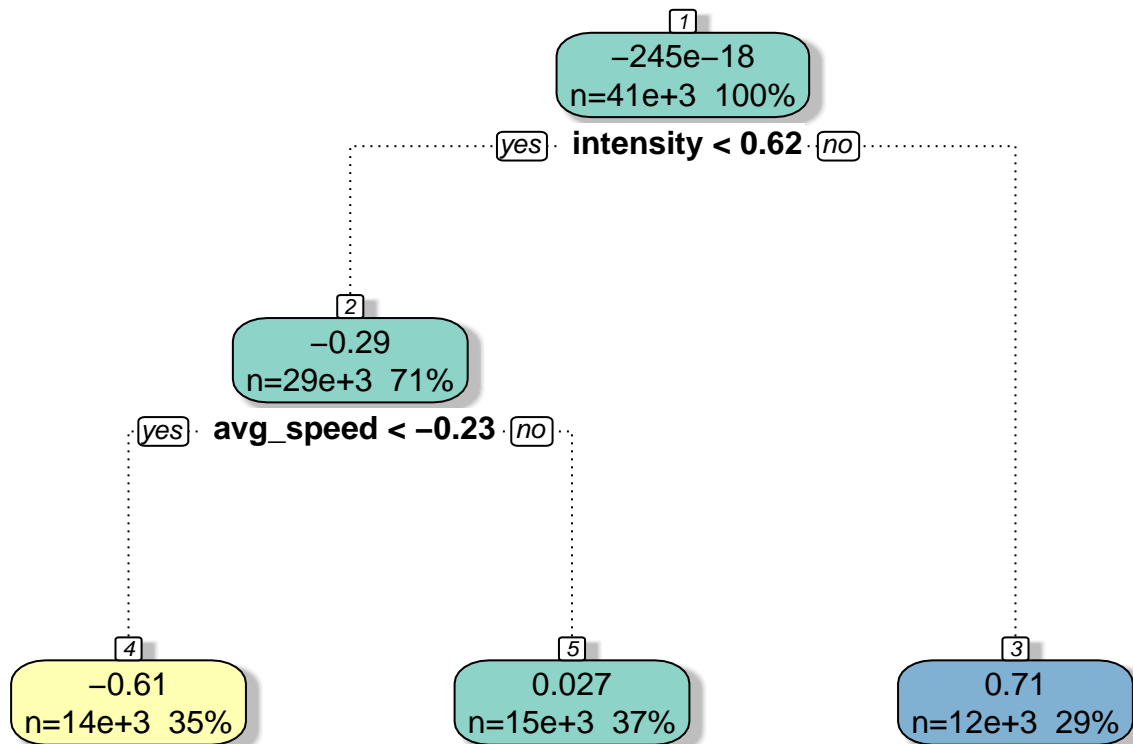 1
−245e−18
n=41e+3 100%
yes intensity < 0.62 no
2
−0.29
n=29e+3 71%
yes avg_speed < −0.23 no
4
−0.61
n=14e+3 35%
5
0.027
n=15e+3 37%
3
0.71
n=12e+3 29%